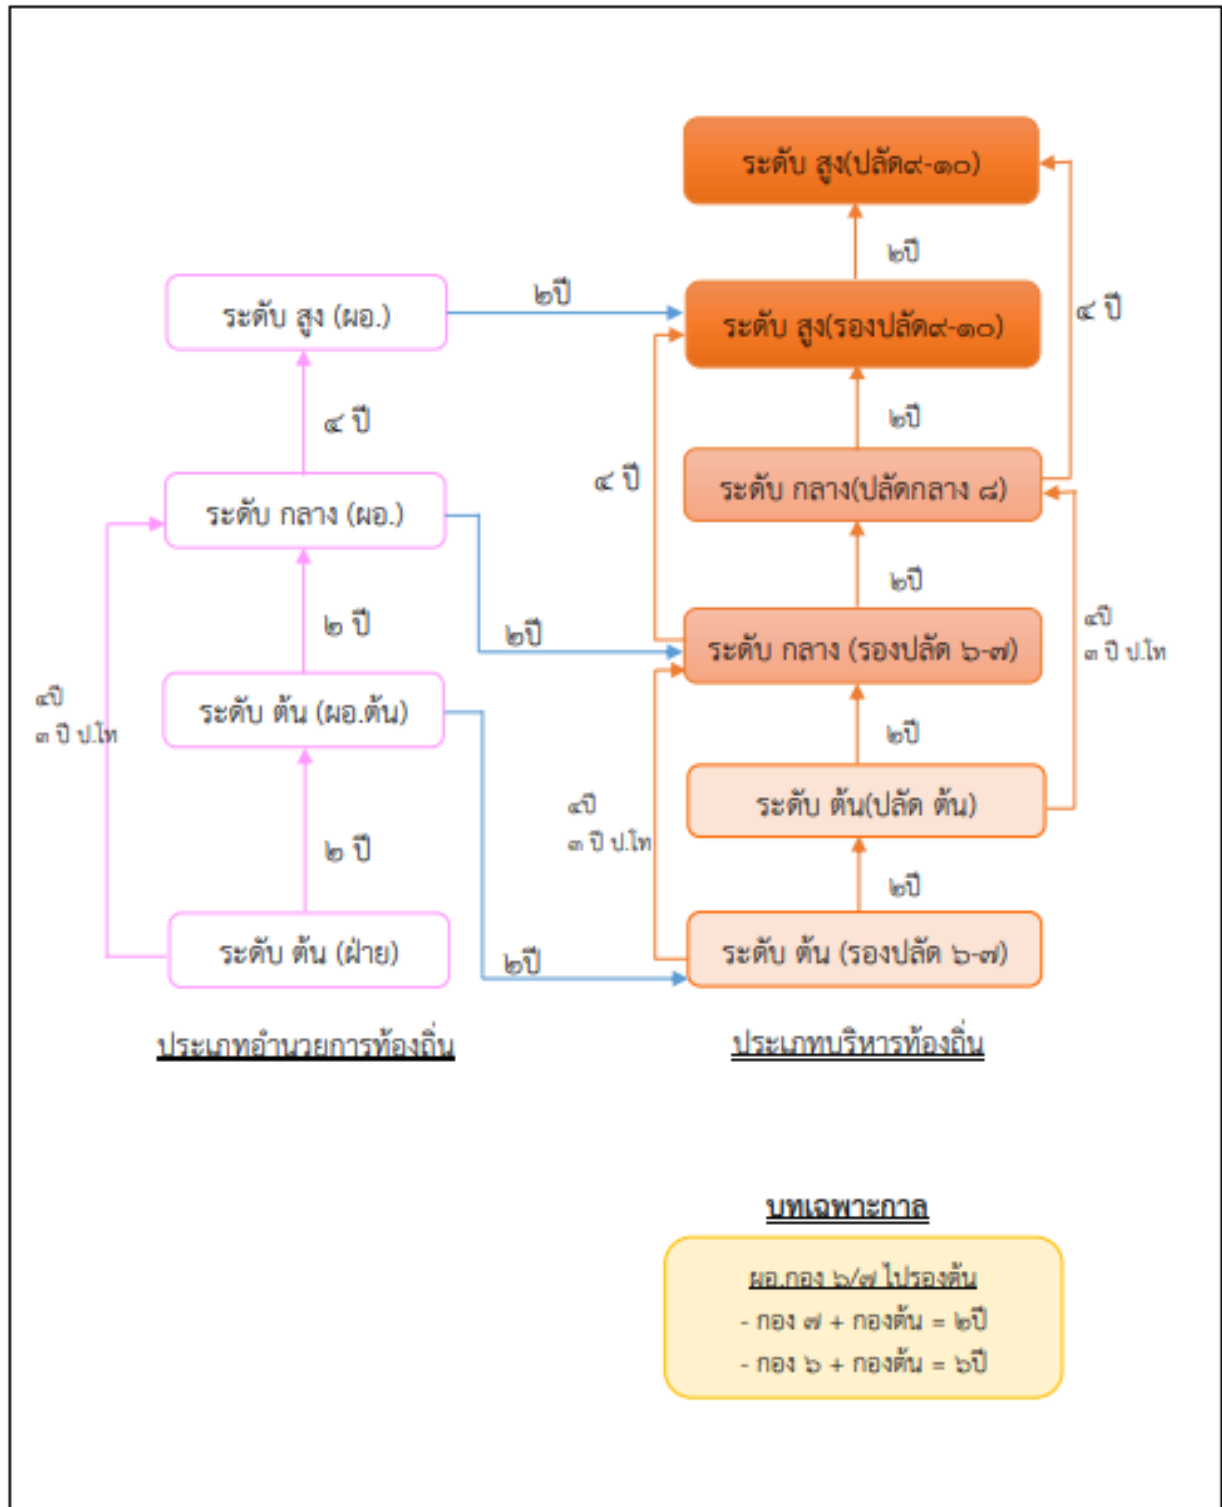 ระดับ สูง(ปลัด๙-๑๐)
๒ปี
๔ ปี
ระดับ สูง (ผอ.)
๒ปี
ระดับ สูง(รองปลัด๙-๑๐)
๔ ปี
๒ปี
ระดับ กลาง (ผอ.)
๔ ปี
ระดับ กลาง(ปลัดกลาง ๘)
๒ปี
๒ ปี
๒ปี
ระดับ กลาง (รองปลัด ๖-๗)
๔ปี
๓ ปี ป.โท
๔ปี
๓ ปี ป.โท
ระดับ ต้น (ผอ.ต้น)
๒ปี
๔ปี
๓ ปี ป.โท
ระดับ ต้น(ปลัด ต้น)
๒ ปี
๒ปี
ระดับ ต้น (ฝ่าย)
๒ปี
ระดับ ต้น (รองปลัด ๖-๗)
ประเภทอำนวยการท้องถิ่น
ประเภทบริหารท้องถิ่น
บทเฉพาะกาล
ผอ.กอง ๖/๗ ไปรองต้น
- กอง ๗ + กองต้น = ๒ปี
- กอง ๖ + กองต้น = ๖ปี